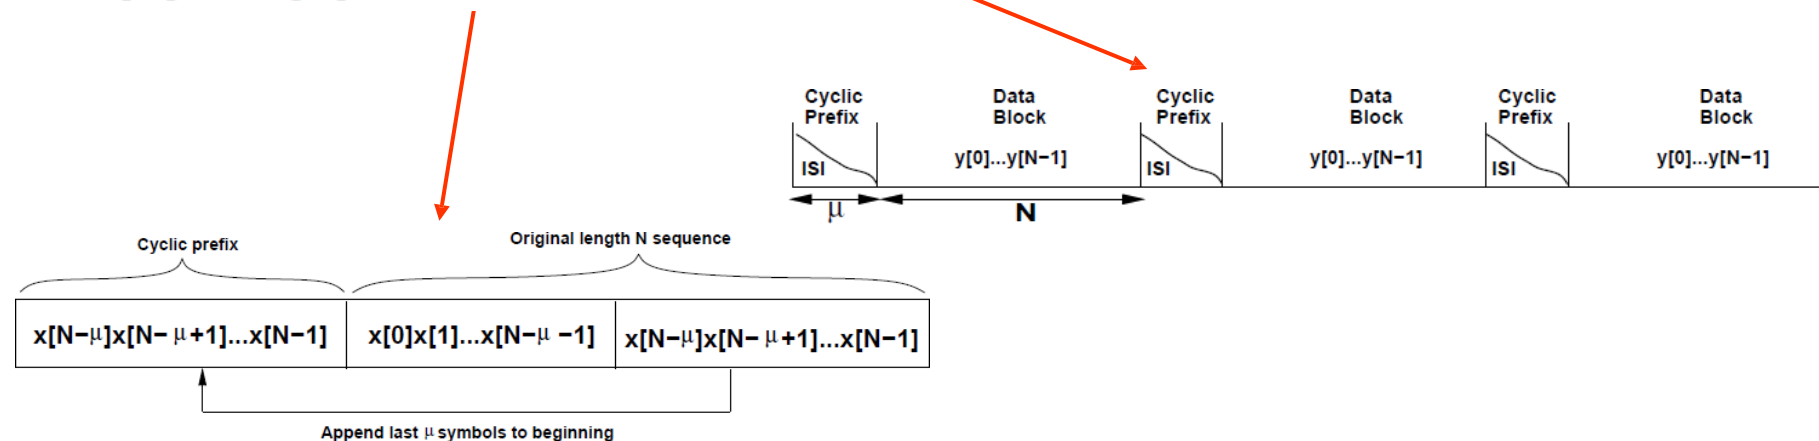 Cyclic
Prefix
Data
Block
Cyclic
Prefix
Data
Block
Cyclic
Prefix
Data
Block
ISI
y[0]...y[N−1]
ISI
y[0]...y[N−1]
ISI
y[0]...y[N−1]
μ
N
Cyclic prefix
Original length N sequence
x[N−μ]x[N− μ+1]...x[N−1]
x[0]x[1]...x[N−μ −1]
x[N−μ]x[N− μ+1]...x[N−1]
Append last μ symbols to beginning